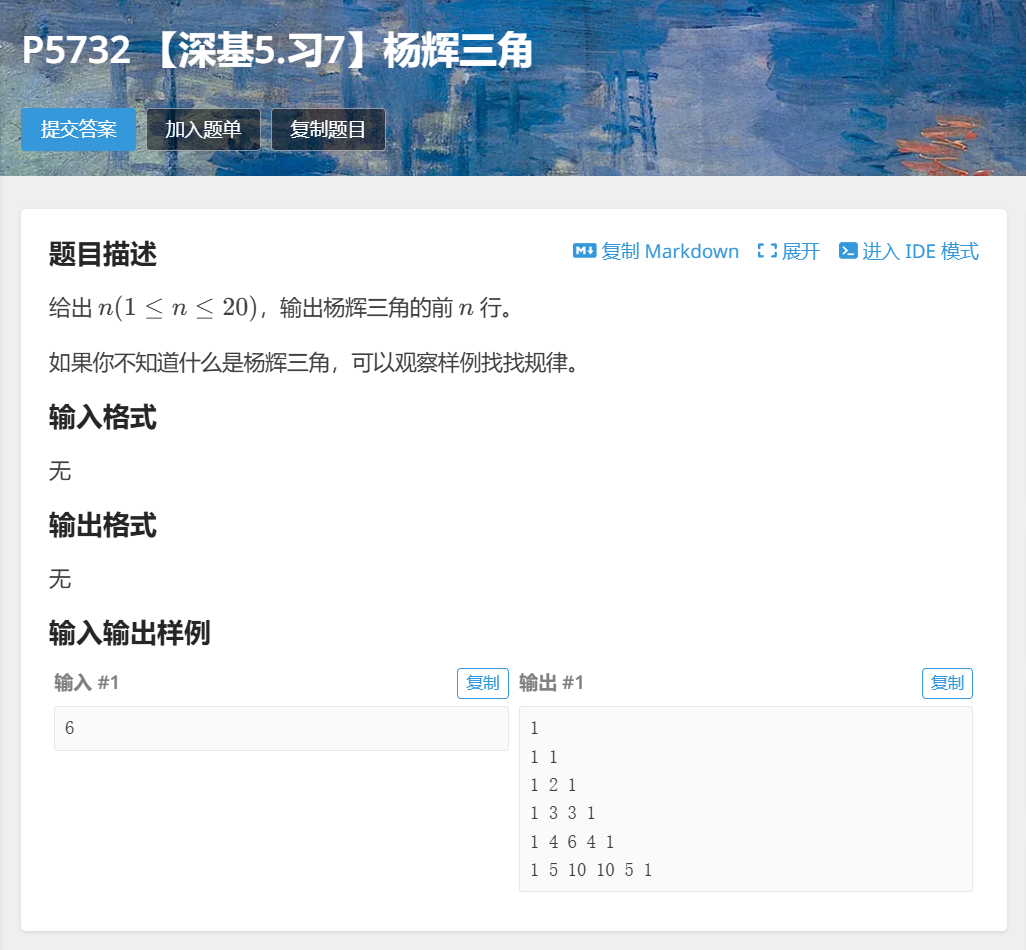 P5732 【深基5.习7】杨辉三角
提交答案 加入题单 复制题目
题目描述 复制 Markdown 展开 进入 IDE 模式
给出 n(1 ≤ n ≤ 20)，输出杨辉三角的前 n 行。
如果你不知道什么是杨辉三角，可以观察样例找找规律。
输入格式
无
输出格式
无
输入输出样例
输入 #1 复制
6
输出 #1 复制
1
1 1
1 2 1
1 3 3 1
1 4 6 4 1
1 5 10 10 5 1